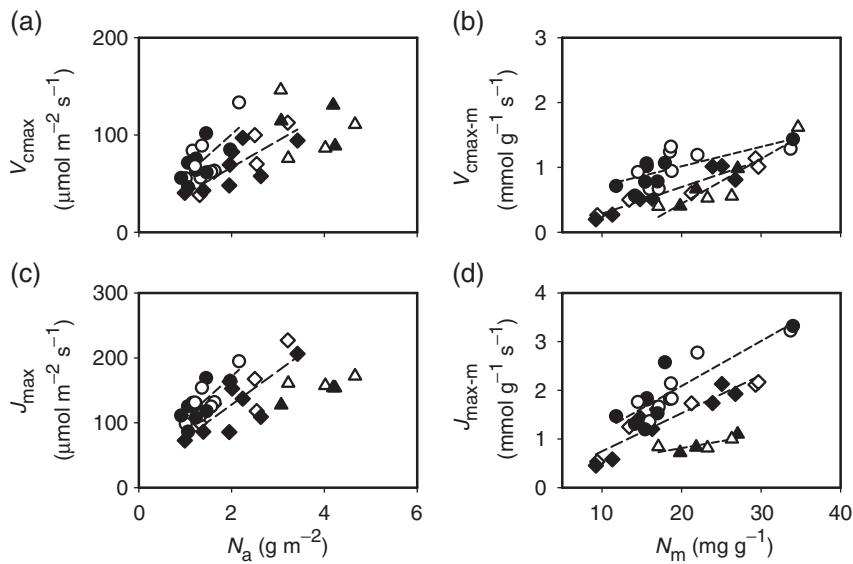 (a)
200
100
0
V_cmax
(μmol m⁻² s⁻¹)
(b)
3
2
1
0
V_cmax-m
(mmol g⁻¹ s⁻¹)
(c)
300
200
100
0
J_max
(μmol m⁻² s⁻¹)
0 2 4 6
N_a (g m⁻²)
(d)
4
3
2
1
0
J_max-m
(mmol g⁻¹ s⁻¹)
10 20 30 40
N_m (mg g⁻¹)